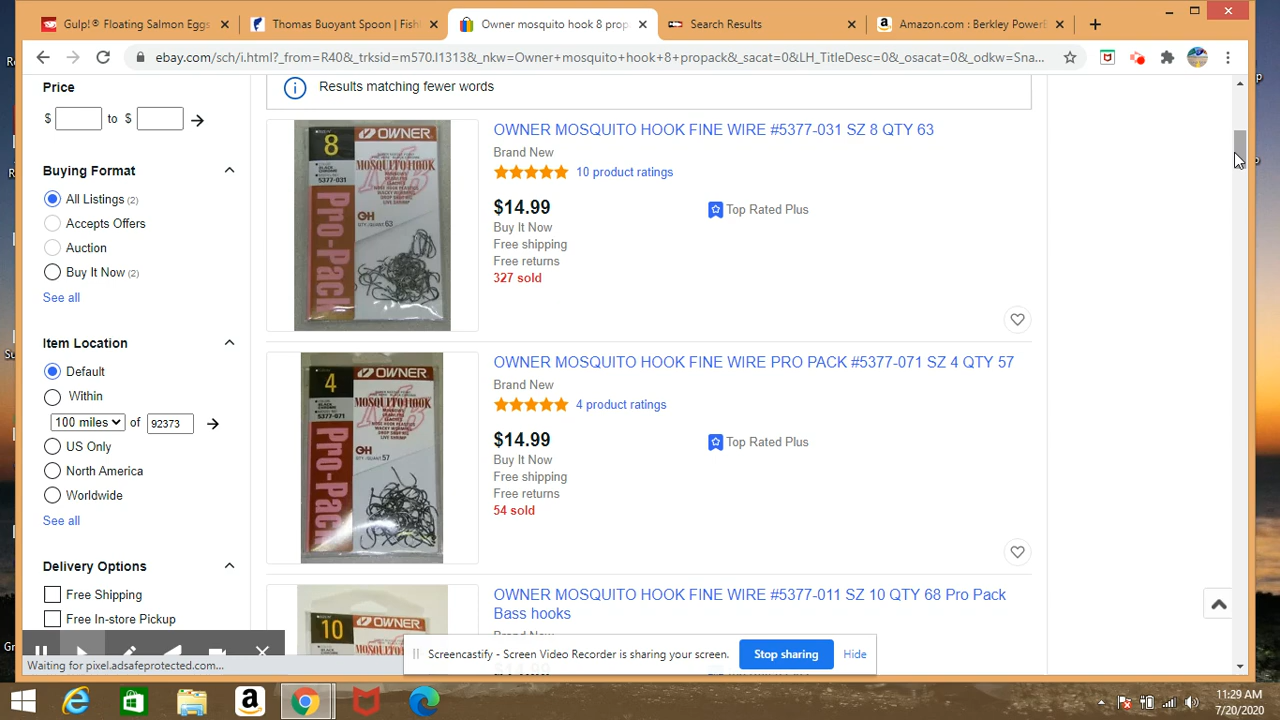 Gulp!® Floating Salmon Eggs
Thomas Buoyant Spoon | Fish
Owner mosquito hook 8 prop
Search Results
Amazon.com : Berkley PowerB
ebay.com/sch/i.html?_from=R40&_trksid=m570.l1313&_nkw=Owner+mosquito+hook+8+propack&_sacat=0&LH_TitleDesc=0&_osacat=0&_odkw=Sna...
Price
$ to $
Results matching fewer words
Buying Format
All Listings (2)
Accepts Offers
Auction
Buy It Now (2)
See all
Item Location
Default
Within
100 miles of 92373
US Only
North America
Worldwide
See all
Delivery Options
Free Shipping
Free In-store Pickup
8
OWNER
MOSQUITO HOOK
5377-031
Pro-Pack
63
OWNER MOSQUITO HOOK FINE WIRE #5377-031 SZ 8 QTY 63
Brand New
10 product ratings
$14.99
Top Rated Plus
Buy It Now
Free shipping
Free returns
327 sold
4
OWNER
MOSQUITO HOOK
5377-071
Pro-Pack
57
OWNER MOSQUITO HOOK FINE WIRE PRO PACK #5377-071 SZ 4 QTY 57
Brand New
4 product ratings
$14.99
Top Rated Plus
Buy It Now
Free shipping
Free returns
54 sold
10
OWNER
OWNER MOSQUITO HOOK FINE WIRE #5377-011 SZ 10 QTY 68 Pro Pack
Bass hooks
Screencastify - Screen Video Recorder is sharing your screen.
Stop sharing
Hide
Waiting for pixel.adsafeprotected.com...
11:29 AM
7/20/2020